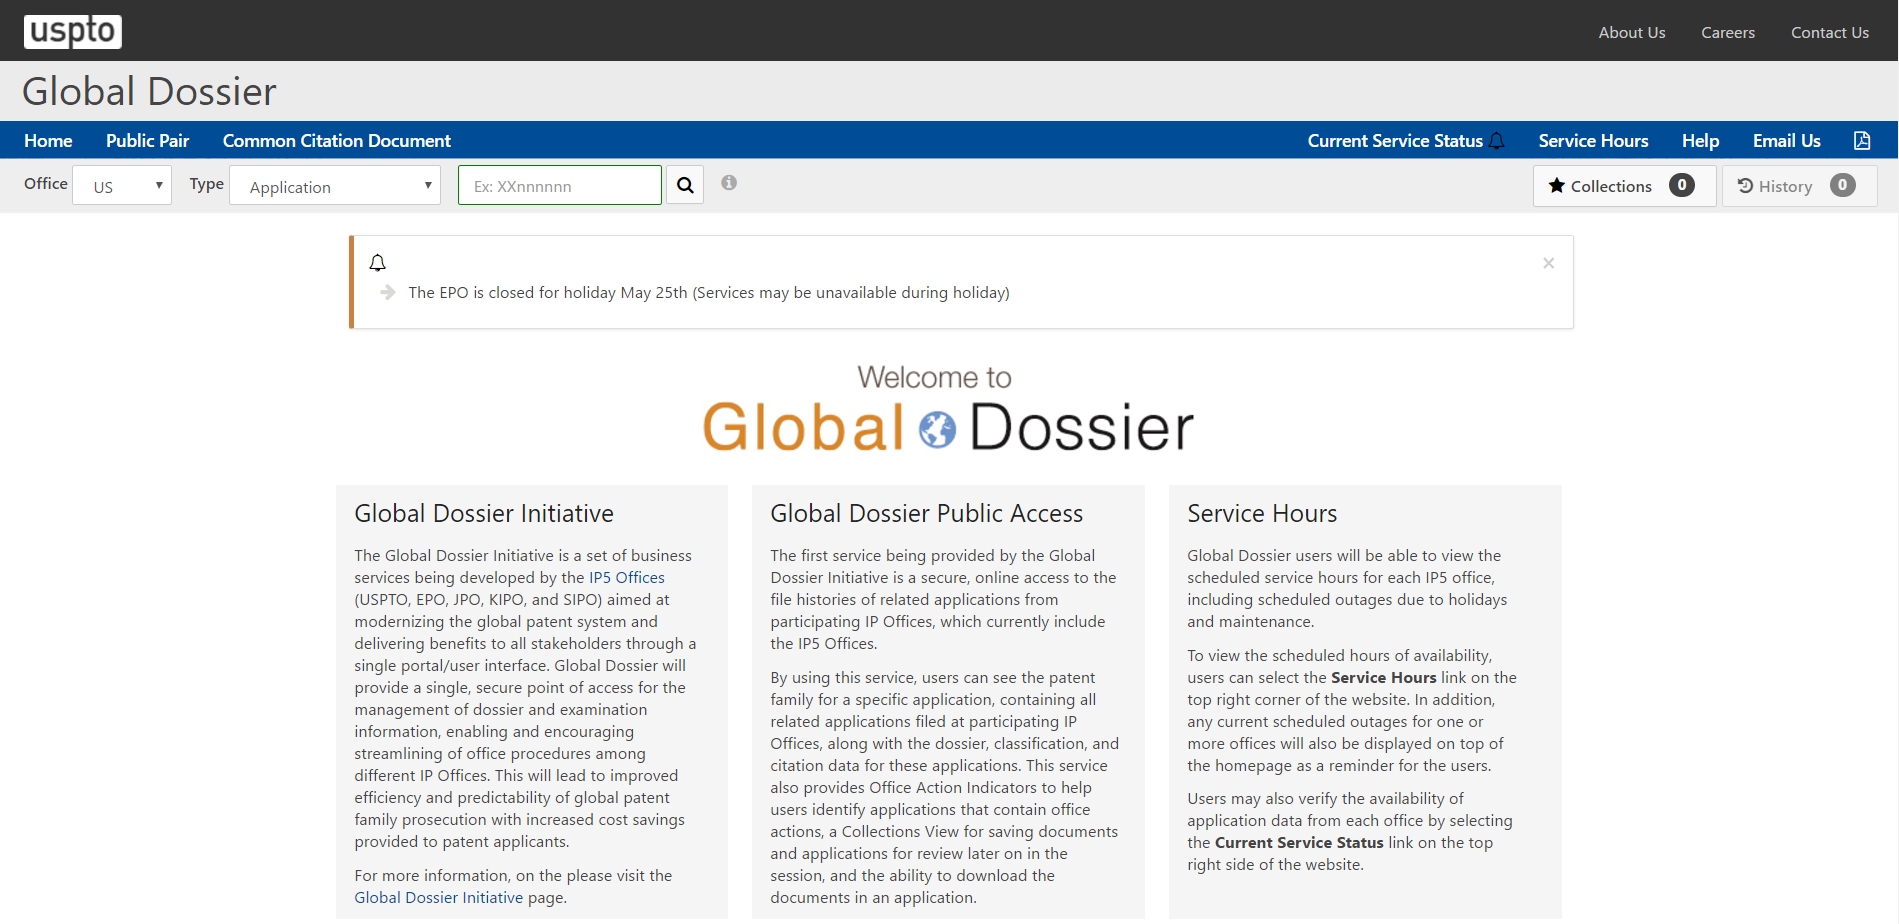 uspto
About Us Careers Contact Us
Global Dossier
Home Public Pair Common Citation Document Current Service Status Service Hours Help Email Us
Office US Type Application Ex: XXnnnnnn Collections 0 History 0
The EPO is closed for holiday May 25th (Services may be unavailable during holiday)
Welcome to
Global Dossier
Global Dossier Initiative
The Global Dossier Initiative is a set of business
services being developed by the IP5 Offices
(USPTO, EPO, JPO, KIPO, and SIPO) aimed at
modernizing the global patent system and
delivering benefits to all stakeholders through a
single portal/user interface. Global Dossier will
provide a single, secure point of access for the
management of dossier and examination
information, enabling and encouraging
streamlining of office procedures among
different IP Offices. This will lead to improved
efficiency and predictability of global patent
family prosecution with increased cost savings
provided to patent applicants.
For more information, on the please visit the
Global Dossier Initiative page.
Global Dossier Public Access
The first service being provided by the Global
Dossier Initiative is a secure, online access to the
file histories of related applications from
participating IP Offices, which currently include
the IP5 Offices.
By using this service, users can see the patent
family for a specific application, containing all
related applications filed at participating IP
Offices, along with the dossier, classification, and
citation data for these applications. This service
also provides Office Action Indicators to help
users identify applications that contain office
actions, a Collections View for saving documents
and applications for review later on in the
session, and the ability to download the
documents in an application.
Service Hours
Global Dossier users will be able to view the
scheduled service hours for each IP5 office,
including scheduled outages due to holidays
and maintenance.
To view the scheduled hours of availability,
users can select the Service Hours link on the
top right corner of the website. In addition,
any current scheduled outages for one or
more offices will also be displayed on top of
the homepage as a reminder for the users.
Users may also verify the availability of
application data from each office by selecting
the Current Service Status link on the top
right side of the website.